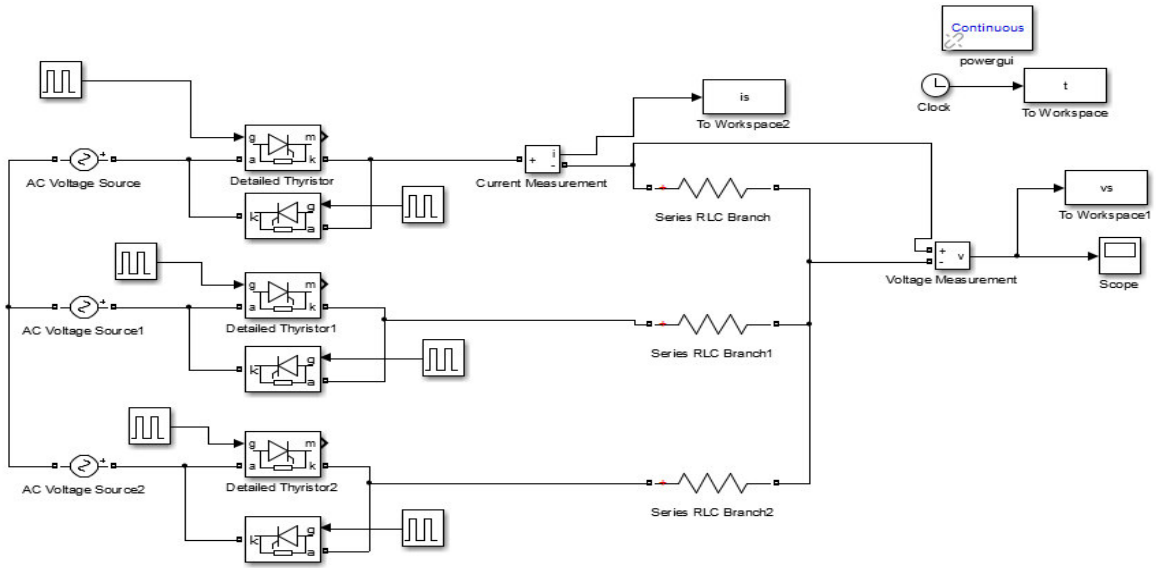 Continuous
powergui
t
Clock
To Workspace
is
To Workspace2
g m
a k
AC Voltage Source
Detailed Thyristor
+ i
-
Current Measurement
k g
a
Series RLC Branch
vs
To Workspace1
+ v
-
Voltage Measurement
Scope
g m
a k
AC Voltage Source1
Detailed Thyristor1
k g
a
Series RLC Branch1
g m
a k
AC Voltage Source2
Detailed Thyristor2
k g
a
Series RLC Branch2